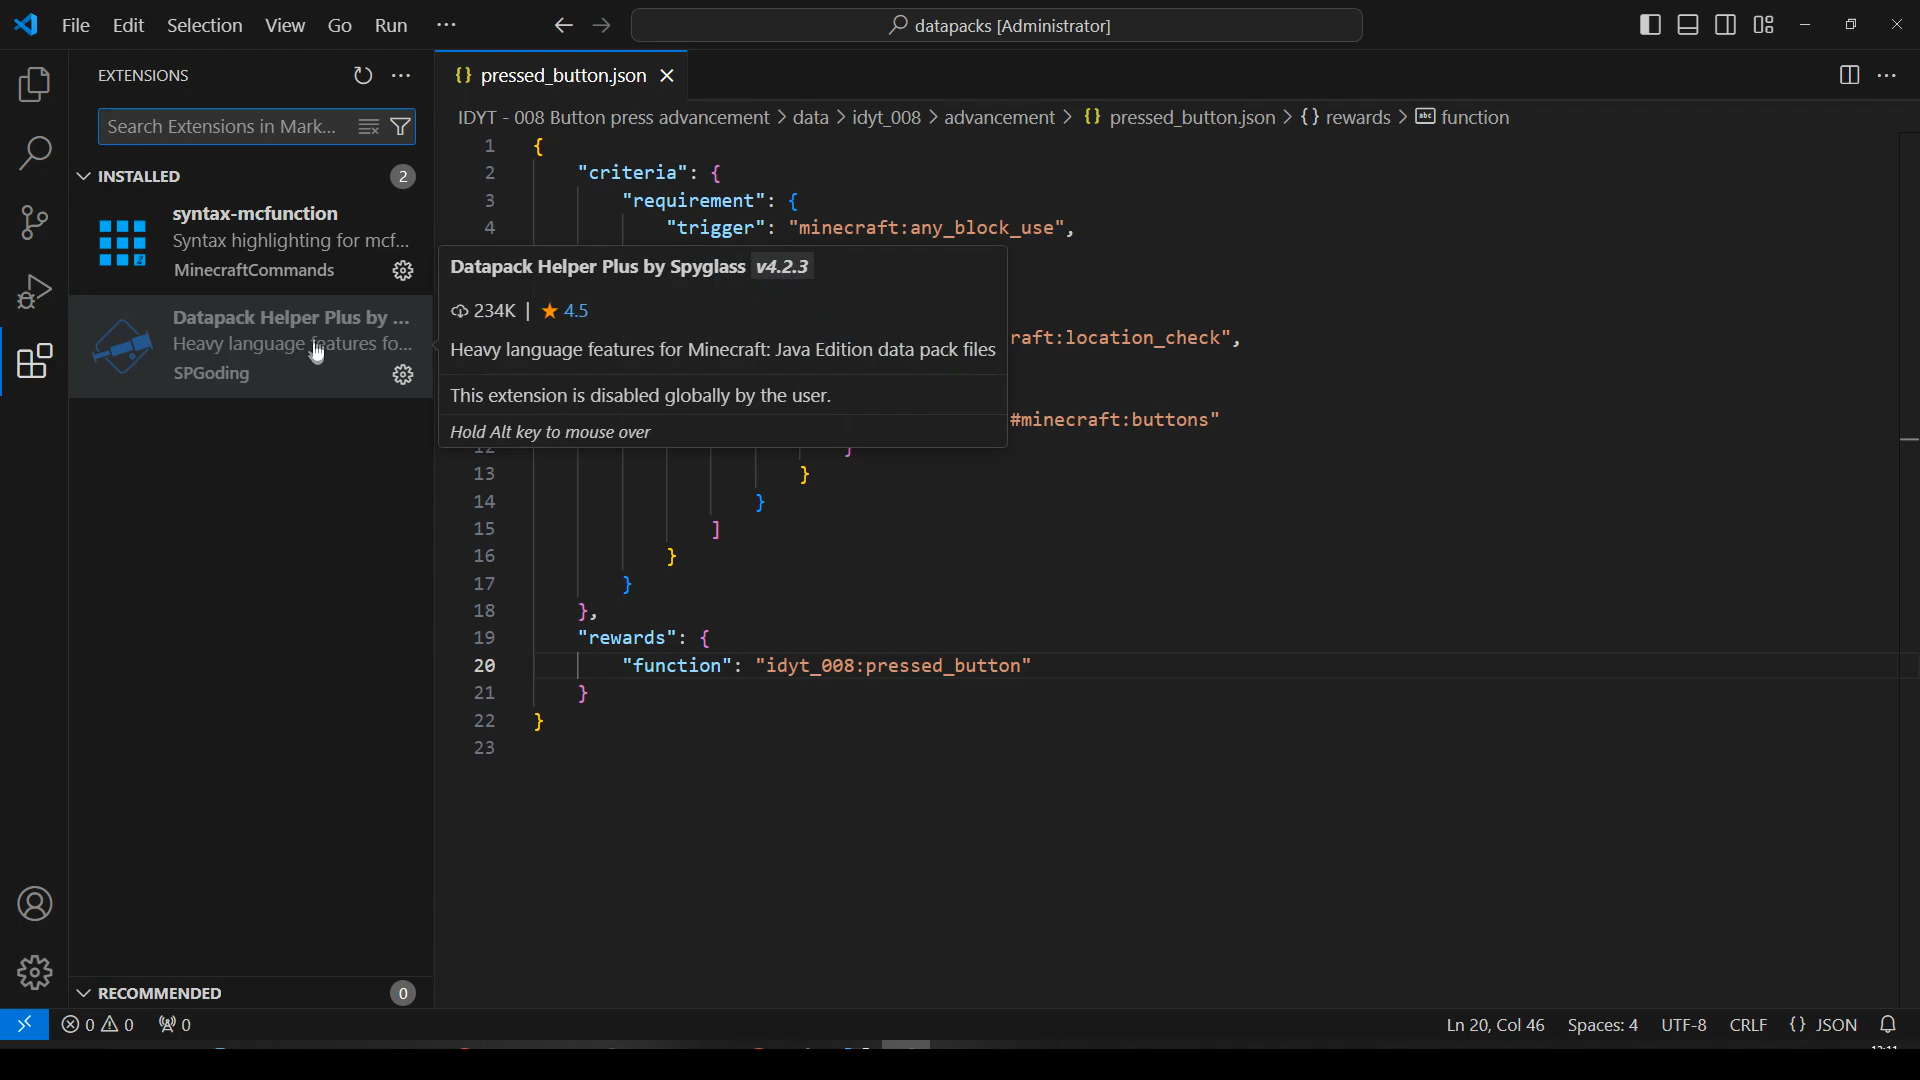 File Edit Selection View Go Run ···
datapacks [Administrator]
EXTENSIONS
Search Extensions in Mark...
INSTALLED 2
syntax-mcfunction
Syntax highlighting for mcf...
MinecraftCommands
Datapack Helper Plus by ...
Heavy language features fo...
SPGoding
RECOMMENDED 0
{} pressed_button.json
IDYT - 008 Button press advancement > data > idyt_008 > advancement > {} pressed_button.json > {} rewards > function
1 {
2 "criteria": {
3 "requirement": {
4 "trigger": "minecraft:any_block_use",
Datapack Helper Plus by Spyglass v4.2.3
234K | ★ 4.5
raft:location_check",
Heavy language features for Minecraft: Java Edition data pack files
This extension is disabled globally by the user.
#minecraft:buttons"
Hold Alt key to mouse over
12 }
13 }
14 }
15 ]
16 }
17 }
18 },
19 "rewards": {
20 "function": "idyt_008:pressed_button"
21 }
22 }
23
0 0 0
Ln 20, Col 46 Spaces: 4 UTF-8 CRLF {} JSON